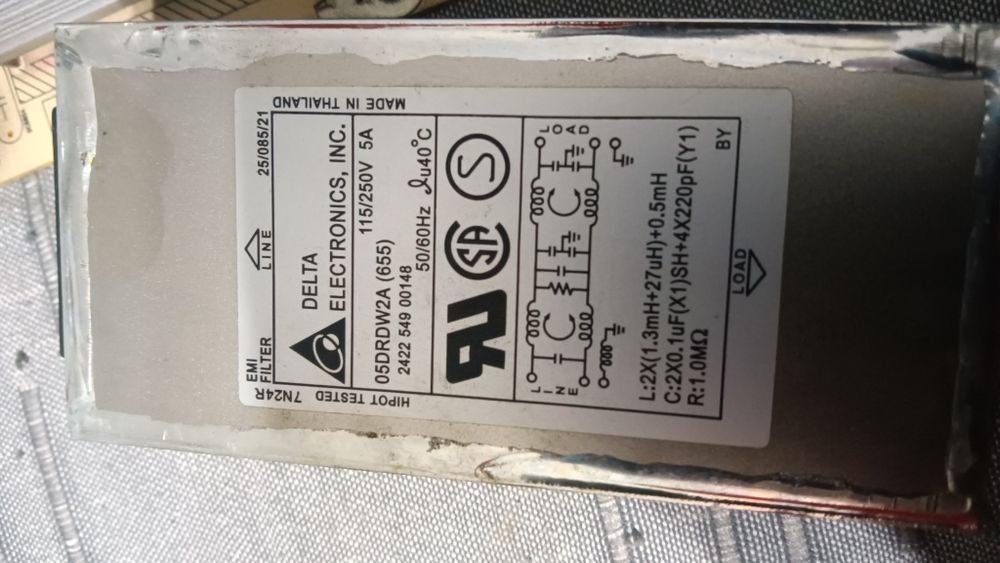 EMI
FILTER
LINE
25/085/21
7N24R
HIPOT TESTED
MADE IN THAILAND
DELTA
ELECTRONICS, INC.
115/250V 5A
05DRDW2A (655)
2422 549 00148
50/60Hz 40°C
SA
S
LINE
LOAD
L:2X(1.3mH+27uH)+0.5mH
C:2X0.1uF(X1)SH+4X220pF(Y1)
R:1.0MΩ
BY
LOAD